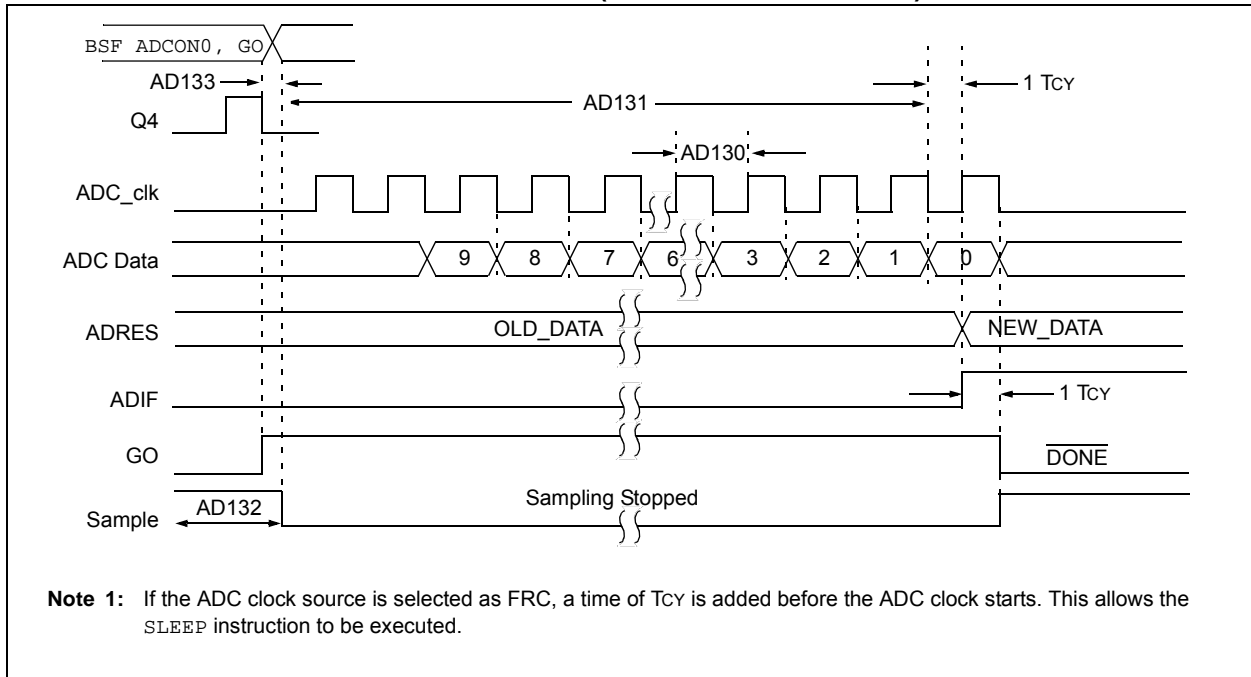 BSF ADCON0, GO
AD133
1 TCY
AD131
Q4
AD130
ADC_clk
ADC Data
9 8 7 6 3 2 1 0
ADRES
OLD_DATA
NEW_DATA
ADIF
1 TCY
GO
DONE
AD132
Sampling Stopped
Sample
Note 1: If the ADC clock source is selected as FRC, a time of TCY is added before the ADC clock starts. This allows the
SLEEP instruction to be executed.